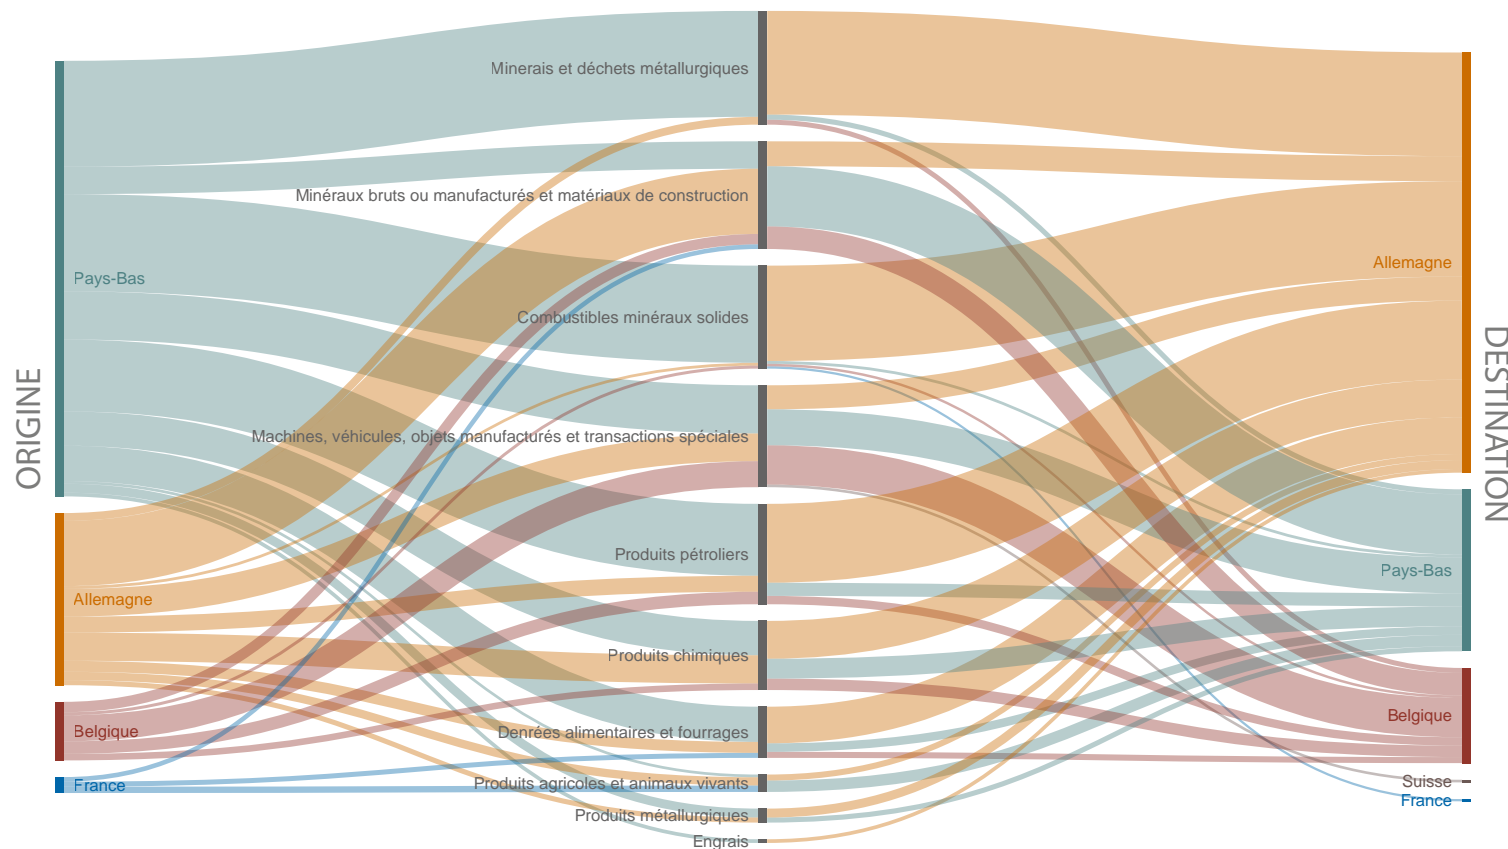 ORIGINE
Pays-Bas
Allemagne
Belgique
France
Minerais et déchets métallurgiques
Minéraux bruts ou manufacturés et matériaux de construction
Combustibles minéraux solides
Machines, véhicules, objets manufacturés et transactions spéciales
Produits pétroliers
Produits chimiques
Denrées alimentaires et fourrages
Produits agricoles et animaux vivants
Produits métallurgiques
Engrais
Allemagne
Pays-Bas
Belgique
Suisse
France
DESTINATION